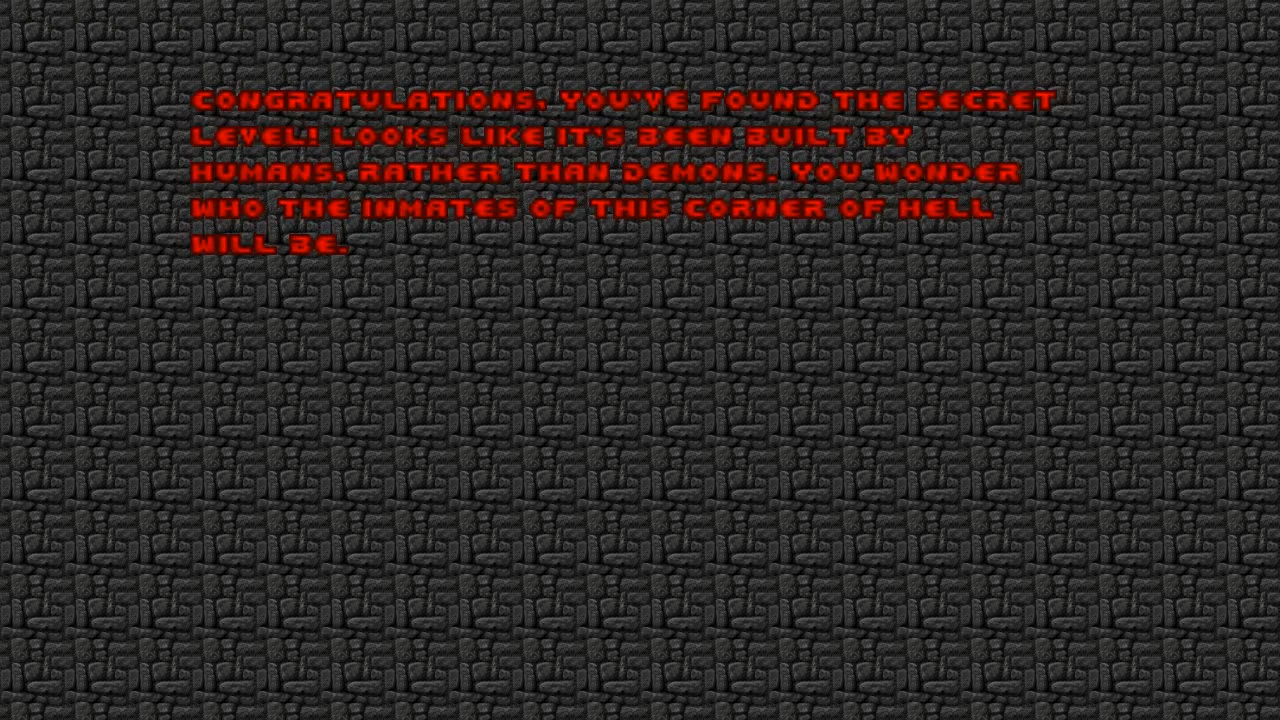 CONGRATULATIONS, YOU'VE FOUND THE SECRET
LEVEL! LOOKS LIKE IT'S BEEN BUILT BY
HUMANS, RATHER THAN DEMONS. YOU WONDER
WHO THE INMATES OF THIS CORNER OF HELL
WILL BE.